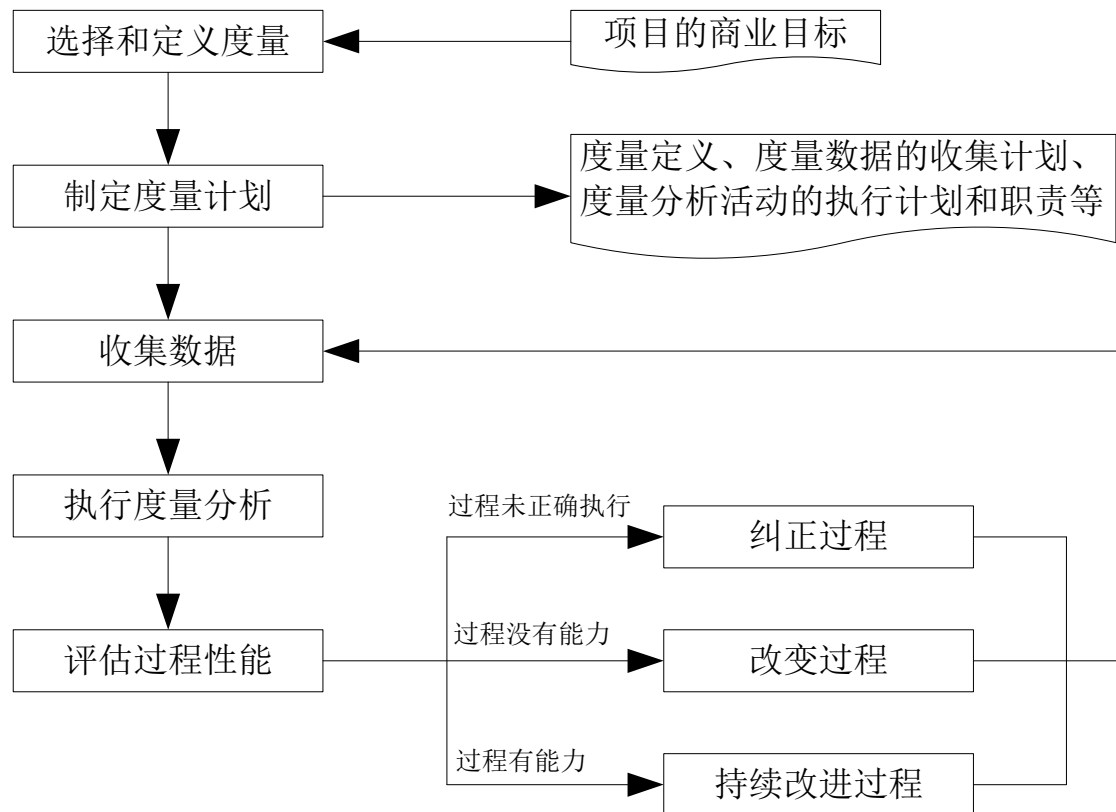 选择和定义度量
项目的商业目标
制定度量计划
度量定义、度量数据的收集计划、
度量分析活动的执行计划和职责等
收集数据
执行度量分析
过程未正确执行
纠正过程
评估过程性能
过程没有能力
改变过程
过程有能力
持续改进过程